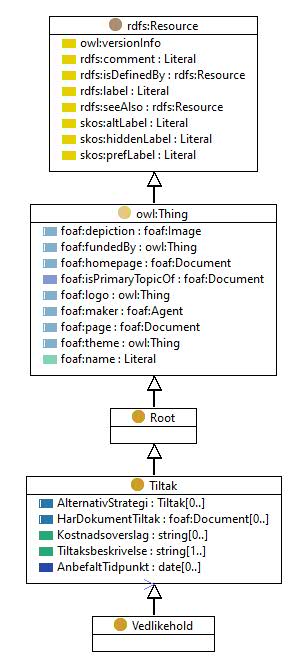 rdfs:Resource
owl:versionInfo
rdfs:comment : Literal
rdfs:isDefinedBy : rdfs:Resource
rdfs:label : Literal
rdfs:seeAlso : rdfs:Resource
skos:altLabel : Literal
skos:hiddenLabel : Literal
skos:prefLabel : Literal
owl:Thing
foaf:depiction : foaf:Image
foaf:fundedBy : owl:Thing
foaf:homepage : foaf:Document
foaf:isPrimaryTopicOf : foaf:Document
foaf:logo : owl:Thing
foaf:maker : foaf:Agent
foaf:page : foaf:Document
foaf:theme : owl:Thing
foaf:name : Literal
Root
Tiltak
AlternativStrategi : Tiltak[0..]
HarDokumentTiltak : foaf:Document[0..]
Kostnadsoverslag : string[0..]
Tiltaksbeskrivelse : string[1..]
AnbefaltTidpunkt : date[0..]
Vedlikehold